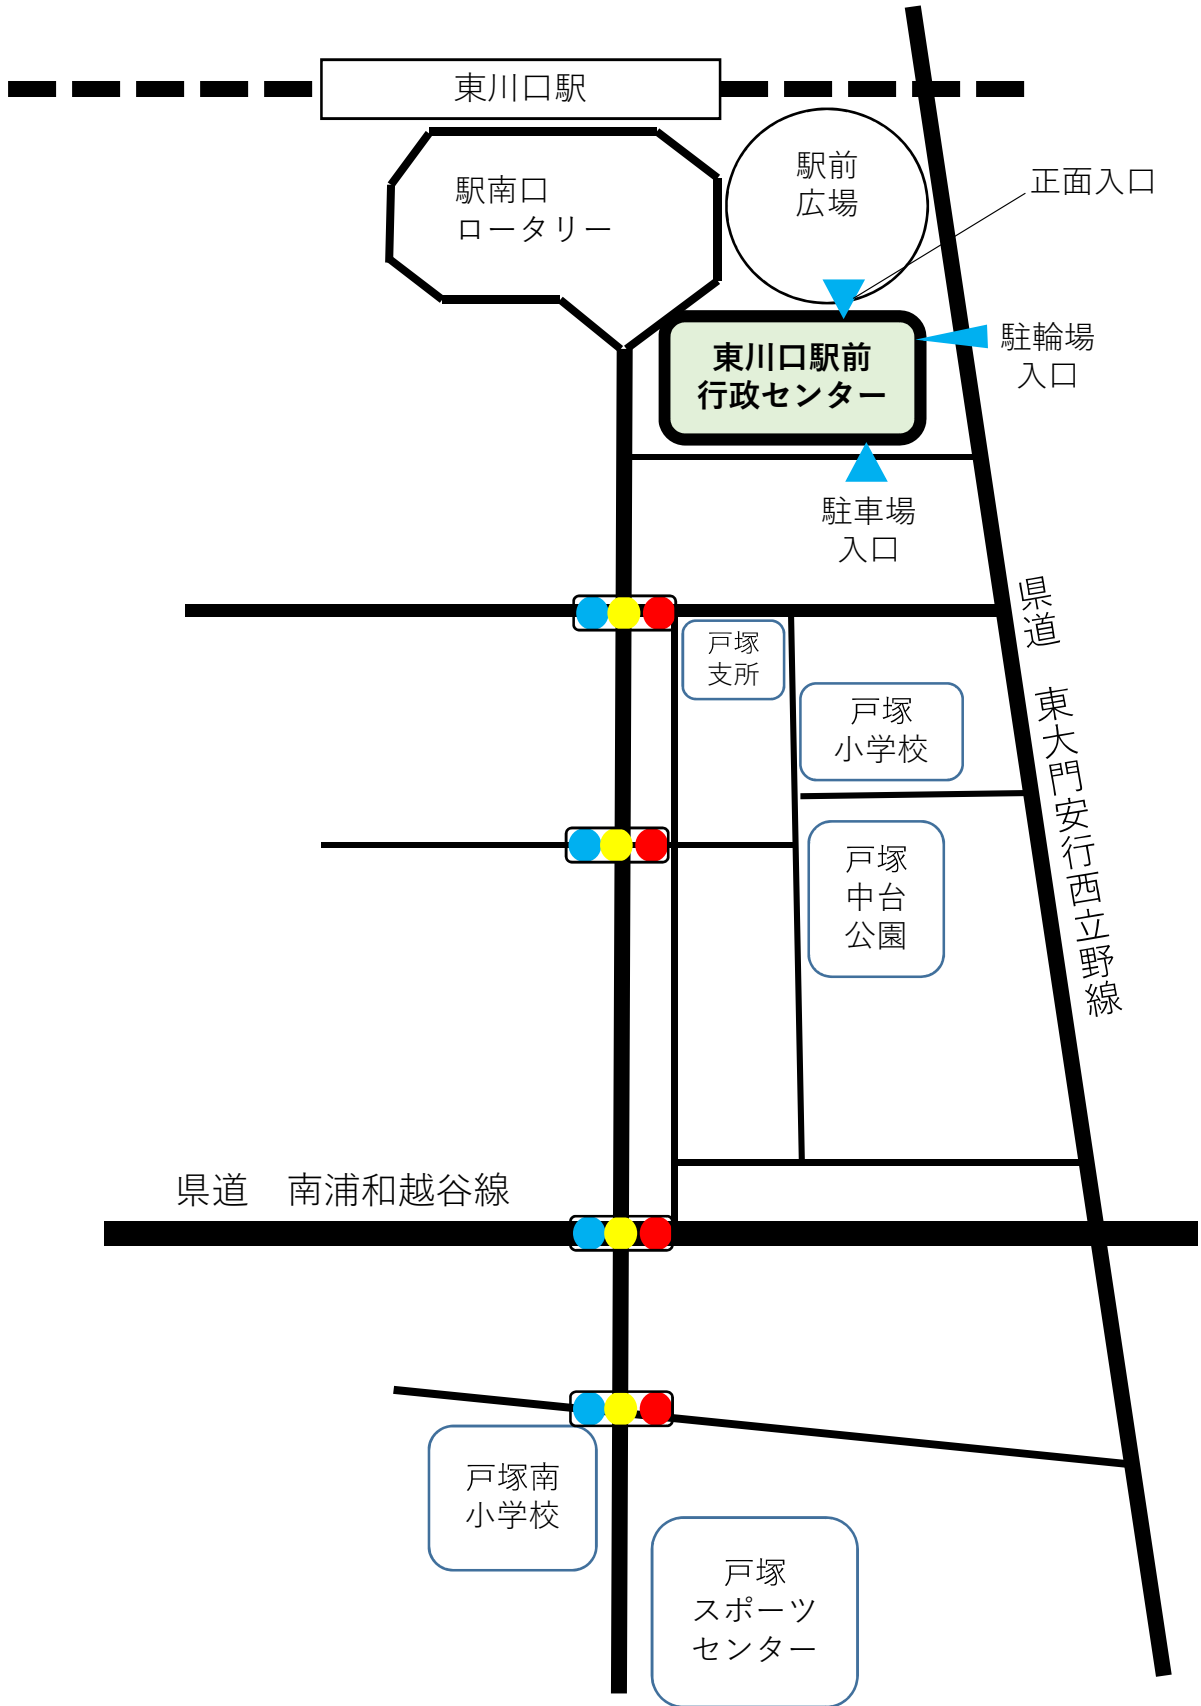 東川口駅
駅前
広場
正面入口
駅南口
ロータリー
駐輪場
入口
東川口駅前
行政センター
駐車場
入口
県道　東大門安行西立野線
戸塚
支所
戸塚
小学校
戸塚
中台
公園
県道　南浦和越谷線
戸塚南
小学校
戸塚
スポーツ
センター